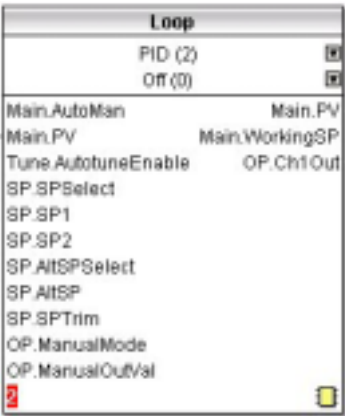 Loop
PID (2)
Off (0)
Main.AutoMan Main.PV
Main.PV Main.WorkingSP
Tune.AutotuneEnable OP.Ch1Out
SP.SPSelect
SP.SP1
SP.SP2
SP.AltSPSelect
SP.AltSP
SP.SPTrim
OP.ManualMode
OP.ManualOutVal
2